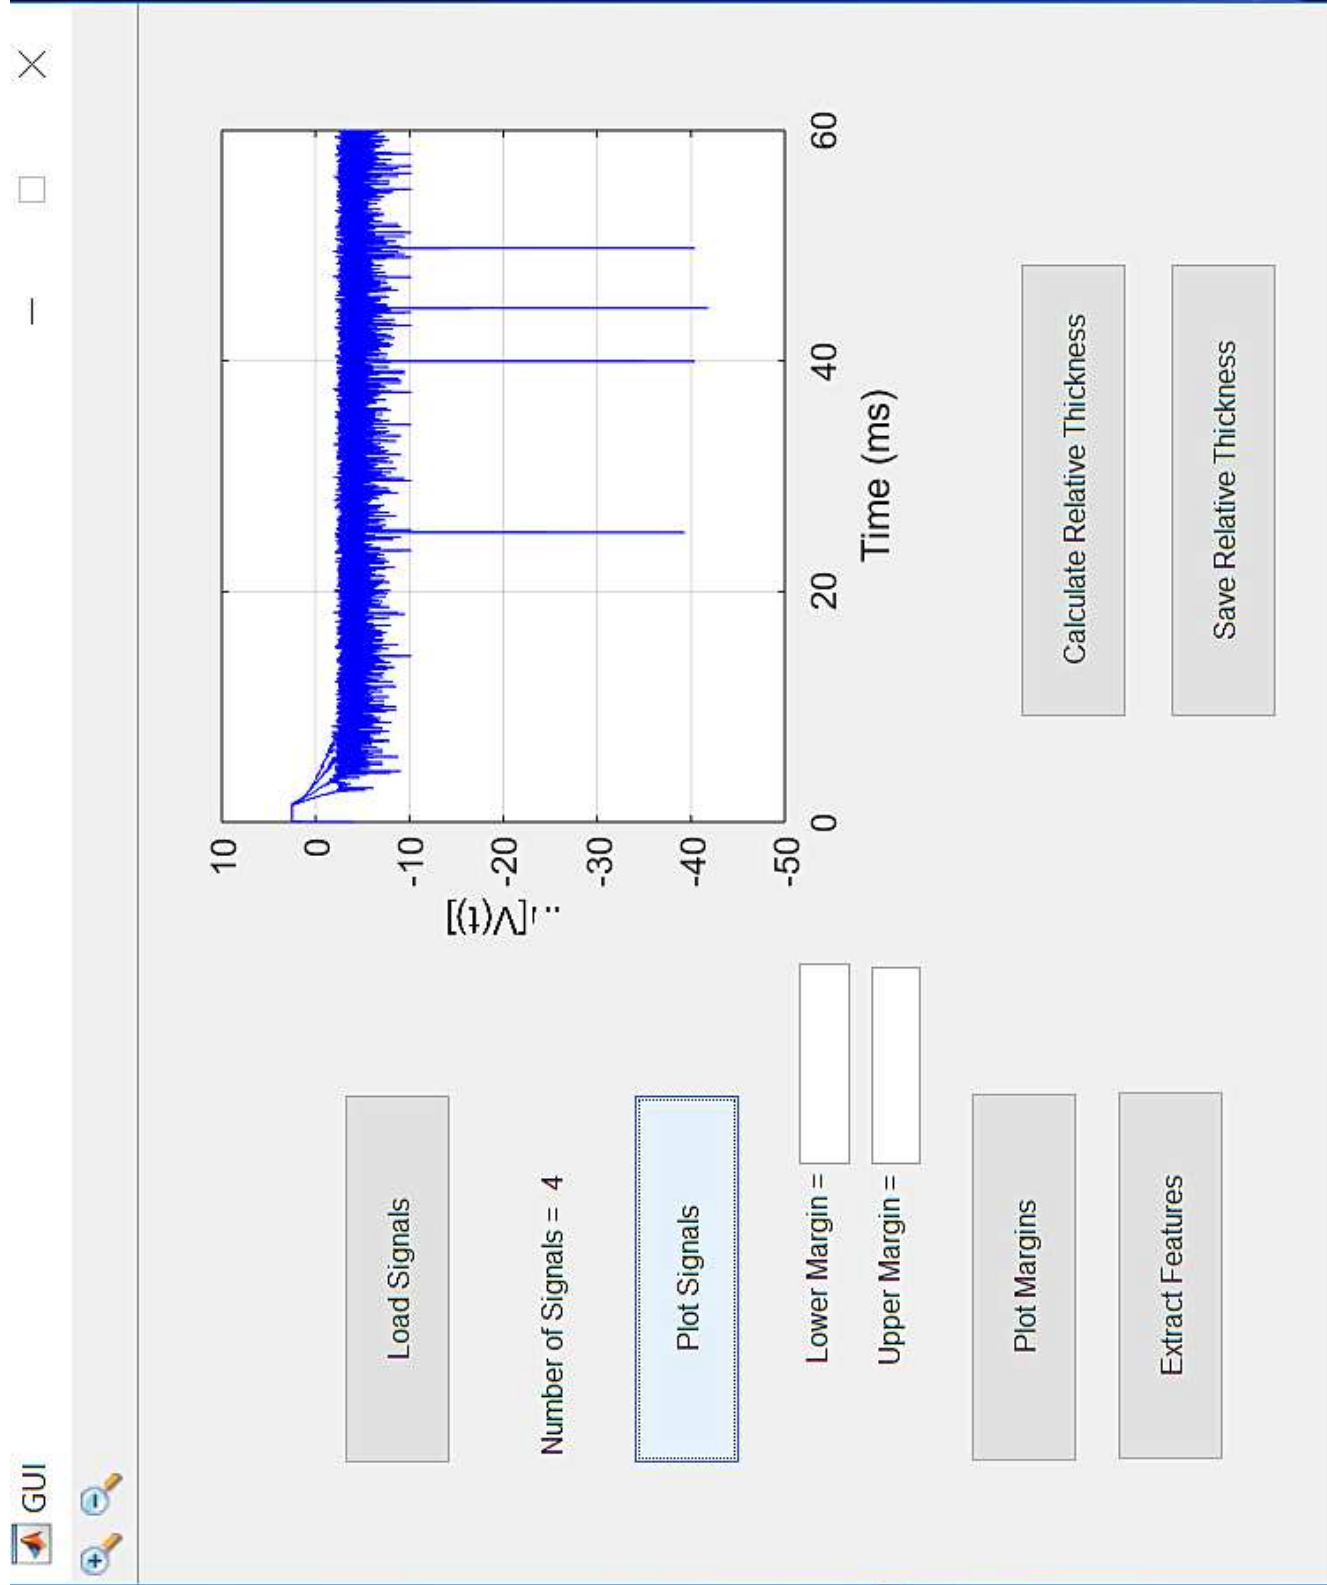 GUI
Load Signals
Number of Signals = 4
Plot Signals
Lower Margin =
Upper Margin =
Plot Margins
Extract Features
10
0
-10
-20
-30
-40
-50
[V(t)]
0
20
40
60
Time (ms)
Calculate Relative Thickness
Save Relative Thickness